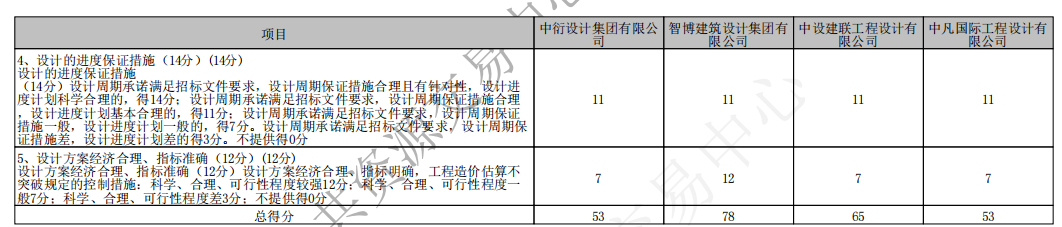 项目
中衍设计集团有限公
司
智博建筑设计集团有
限公司
中设建联工程设计有
限公司
中凡国际工程设计有
限公司
4、设计的进度保证措施（14分）(14分)
设计的进度保证措施
（14分）设计周期承诺满足招标文件要求，设计周期保证措施合理且有针对性，设计进
度计划科学合理的，得14分；设计周期承诺满足招标文件要求，设计周期保证措施合理
，设计进度计划基本合理的，得11分；设计周期承诺满足招标文件要求，设计周期保证
措施一般，设计进度计划一般的，得7分。设计周期承诺满足招标文件要求，设计周期保
证措施差，设计进度计划差的得3分。不提供得0分
11
11
11
11
5、设计方案经济合理、指标准确（12分）(12分)
设计方案经济合理、指标准确（12分）设计方案经济合理、指标明确，工程造价估算不
突破规定的控制措施：科学、合理、可行性程度较强12分；科学、合理、可行性程度一
般7分；科学、合理、可行性程度差3分；不提供得0分
7
12
7
7
总得分
53
78
65
53
共资源交易中心
易中心